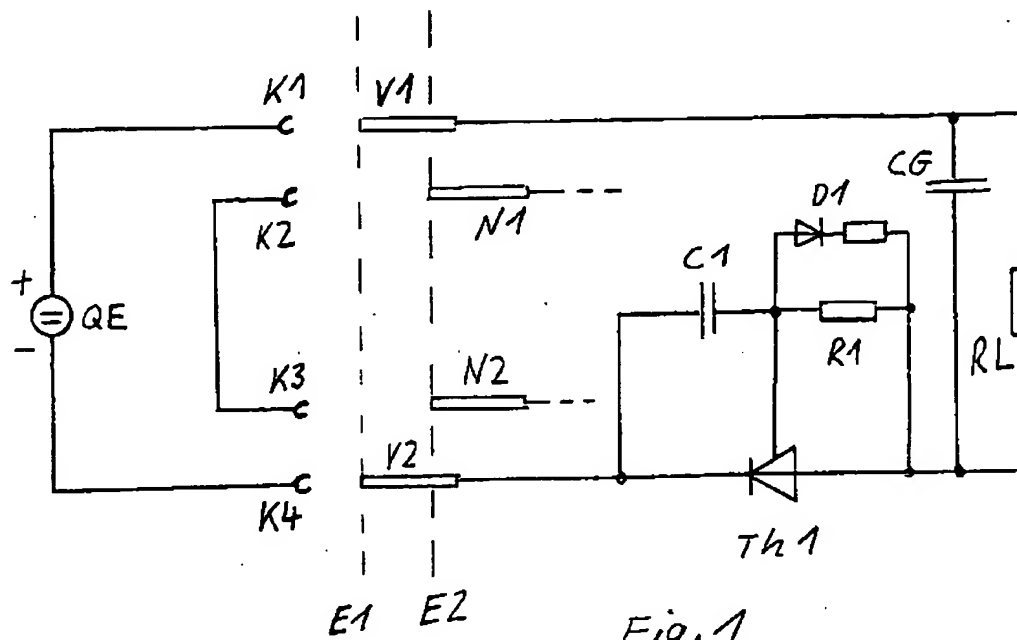 K1
V1
K2
N1
CG
D1
C1
+
QE
-
R1
RL
K3
N2
V2
K4
Th1
E1
E2
Fig. 1